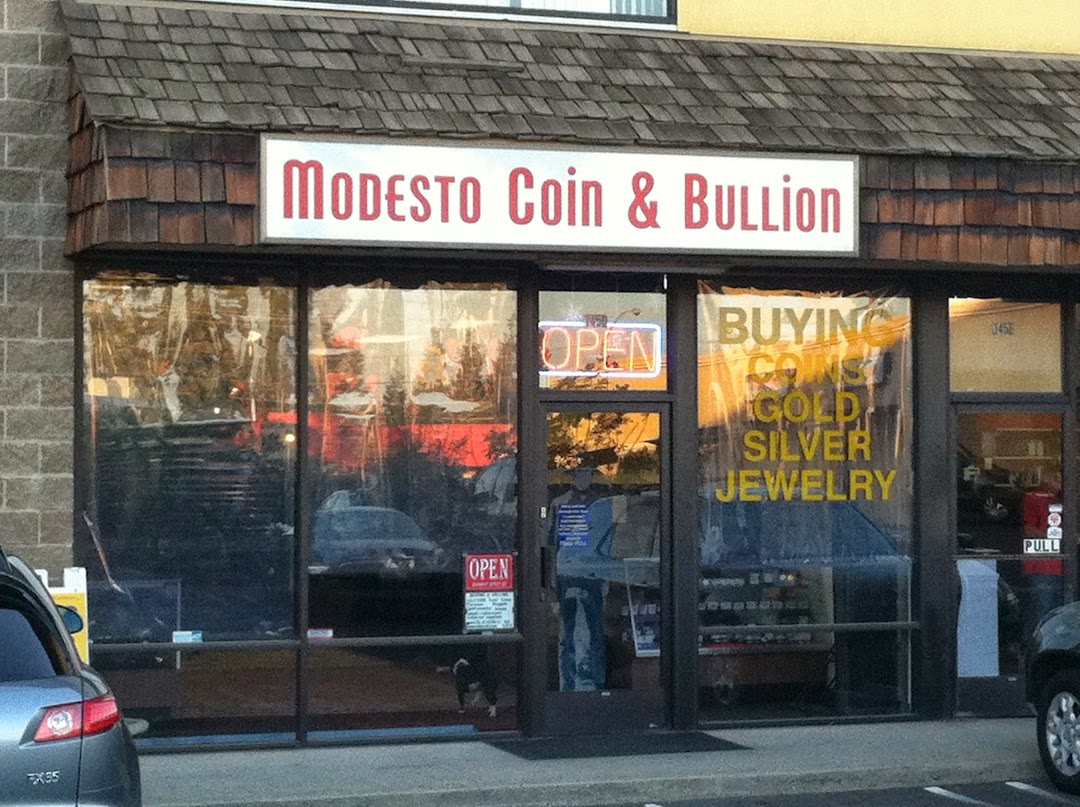 Modesto Coin & Bullion
OPEN
BUYING
COINS
GOLD
SILVER
JEWELRY
OPEN
PULL
FX35